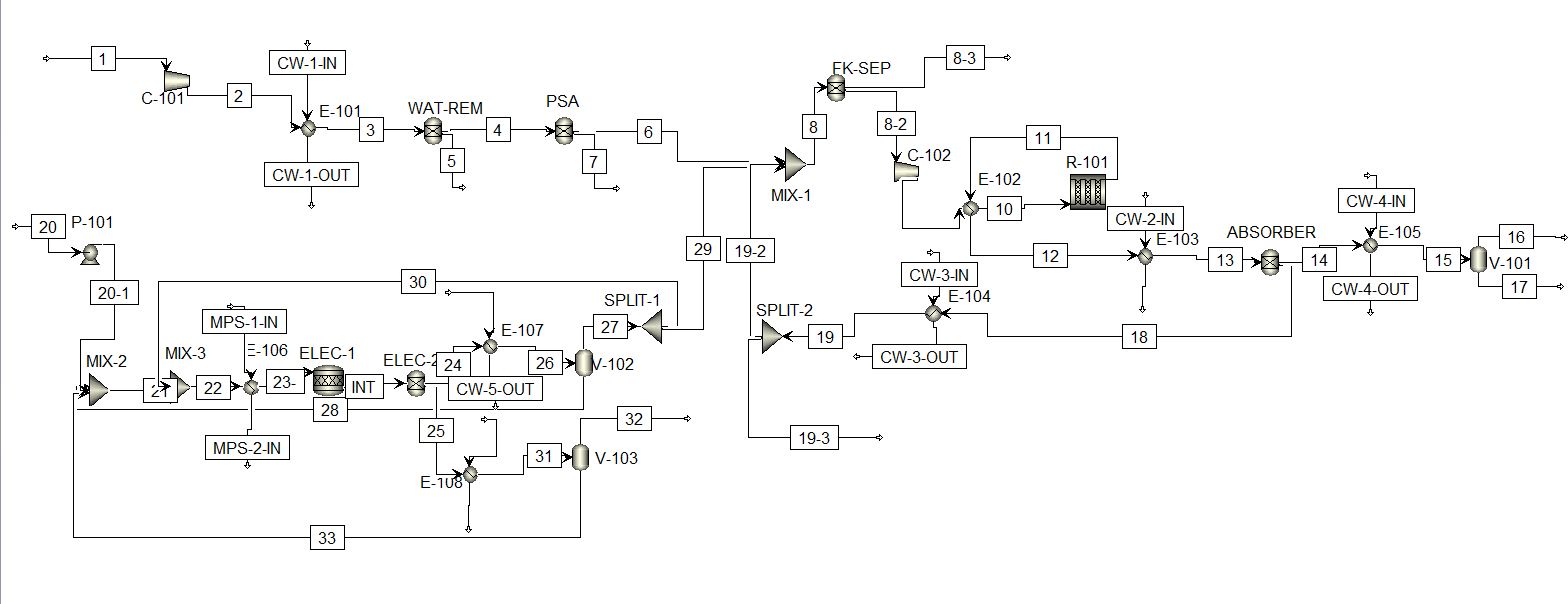 1
C-101
2
CW-1-IN
E-101
CW-1-OUT
3
WAT-REM
4
5
PSA
6
7
MIX-1
8
FK-SEP
8-3
8-2
C-102
11
R-101
E-102
10
12
CW-2-IN
E-103
13
ABSORBER
14
CW-4-IN
E-105
CW-4-OUT
15
V-101
16
17
18
CW-3-IN
E-104
CW-3-OUT
19
SPLIT-2
19-2
19-3
29
20
P-101
20-1
MIX-2
21
MIX-3
22
MPS-1-IN
E-106
MPS-2-IN
23-
ELEC-1
INT
ELEC-2
24
E-107
CW-5-OUT
26
V-102
27
SPLIT-1
30
28
25
E-108
31
V-103
32
33